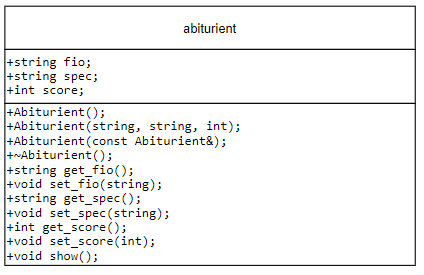 abiturient
+string fio;
+string spec;
+int score;
+Abiturient();
+Abiturient(string, string, int);
+Abiturient(const Abiturient&);
+~Abiturient();
+string get_fio();
+void set_fio(string);
+string get_spec();
+void set_spec(string);
+int get_score();
+void set_score(int);
+void show();